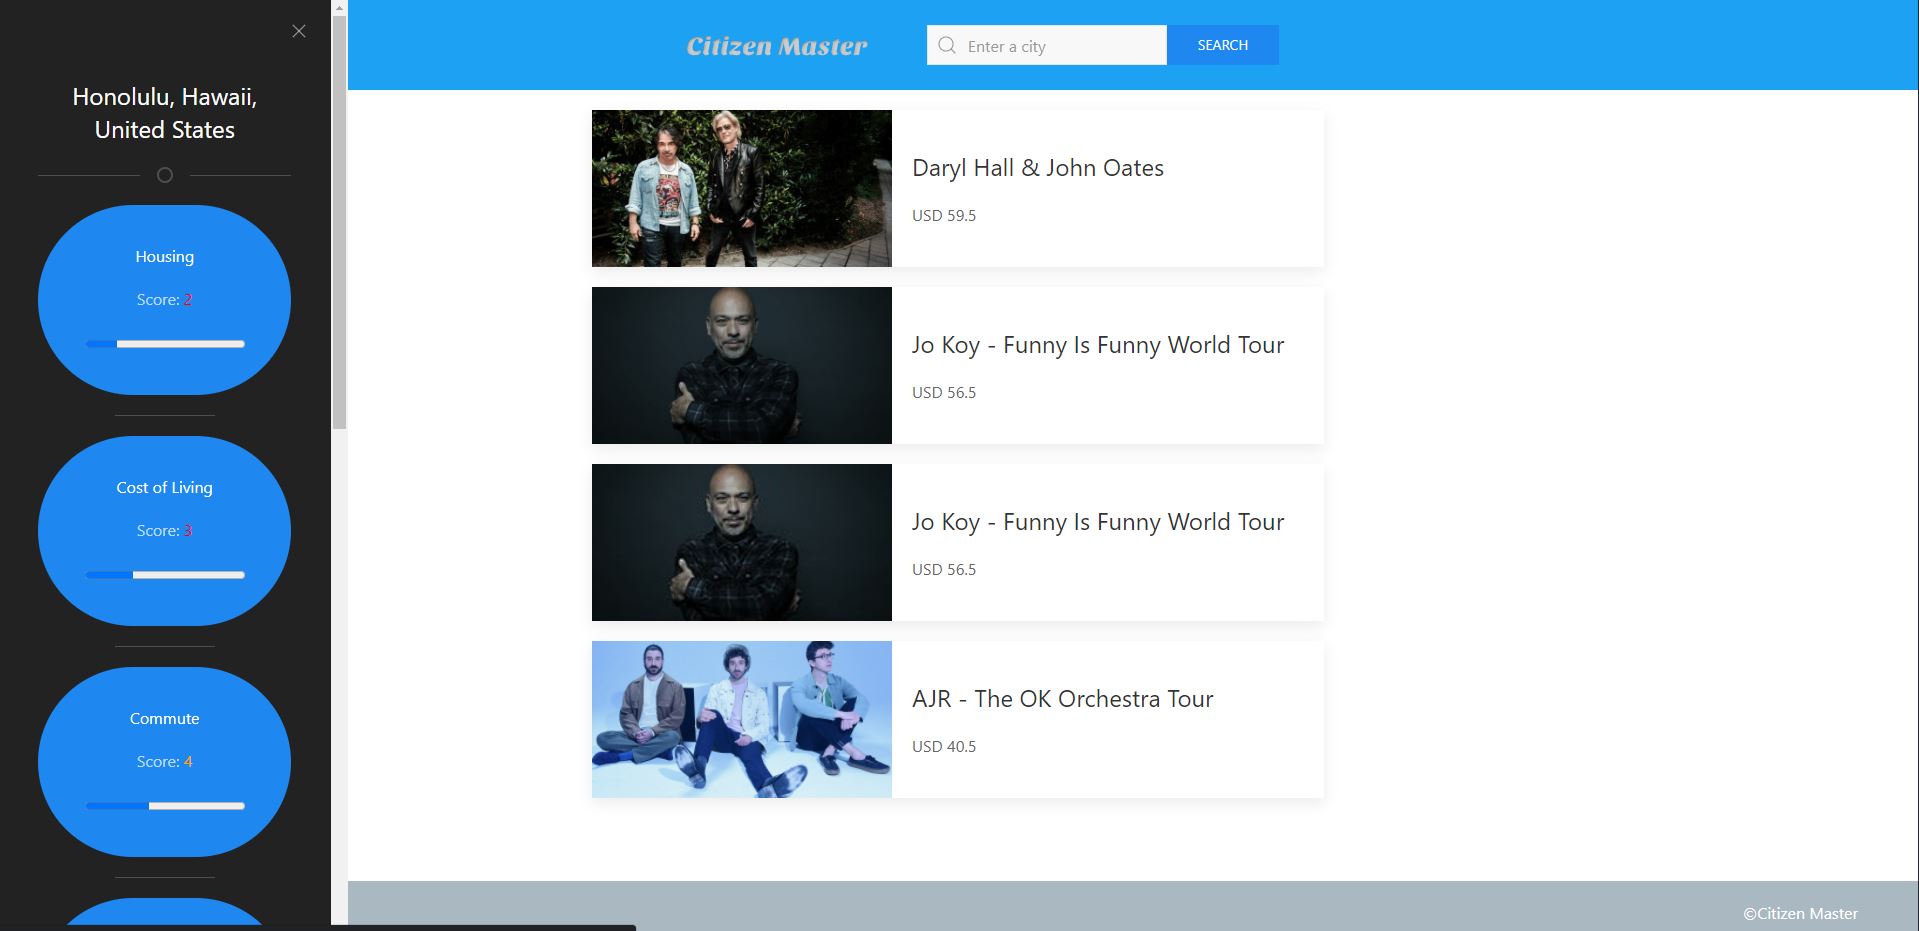 Honolulu, Hawaii,
United States
Housing
Score: 2
Cost of Living
Score: 3
Commute
Score: 4
Citizen Master
Enter a city
SEARCH
Daryl Hall & John Oates
USD 59.5
Jo Koy - Funny Is Funny World Tour
USD 56.5
Jo Koy - Funny Is Funny World Tour
USD 56.5
AJR - The OK Orchestra Tour
USD 40.5
©Citizen Master